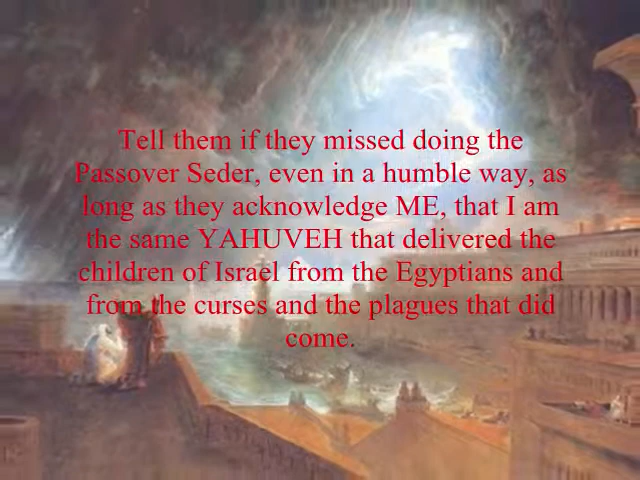 Tell them if they missed doing the
Passover Seder, even in a humble way, as
long as they acknowledge ME, that I am
the same YAHUVEH that delivered the
children of Israel from the Egyptians and
from the curses and the plagues that did
come.